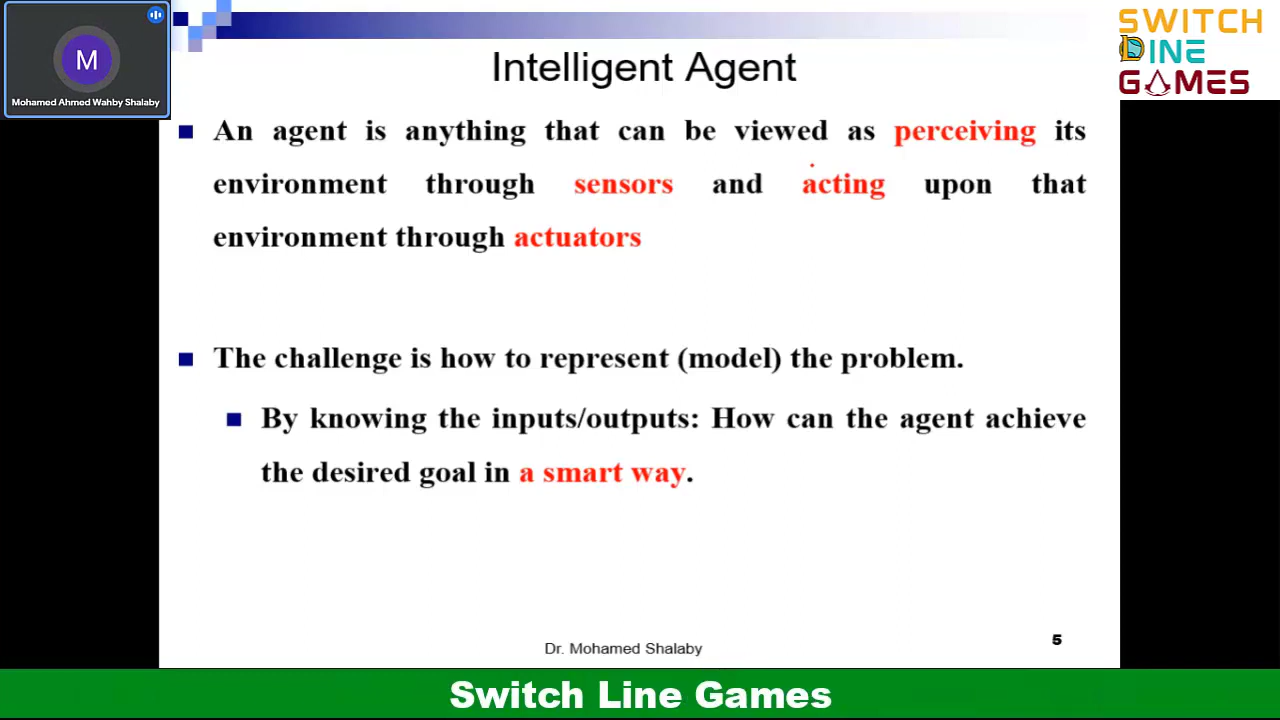 M
Mohamed Ahmed Wahby Shalaby
SWITCH
LINE
GAMES
Intelligent Agent
An agent is anything that can be viewed as perceiving its
environment through sensors and acting upon that
environment through actuators
The challenge is how to represent (model) the problem.
By knowing the inputs/outputs: How can the agent achieve
the desired goal in a smart way.
Dr. Mohamed Shalaby
5
Switch Line Games